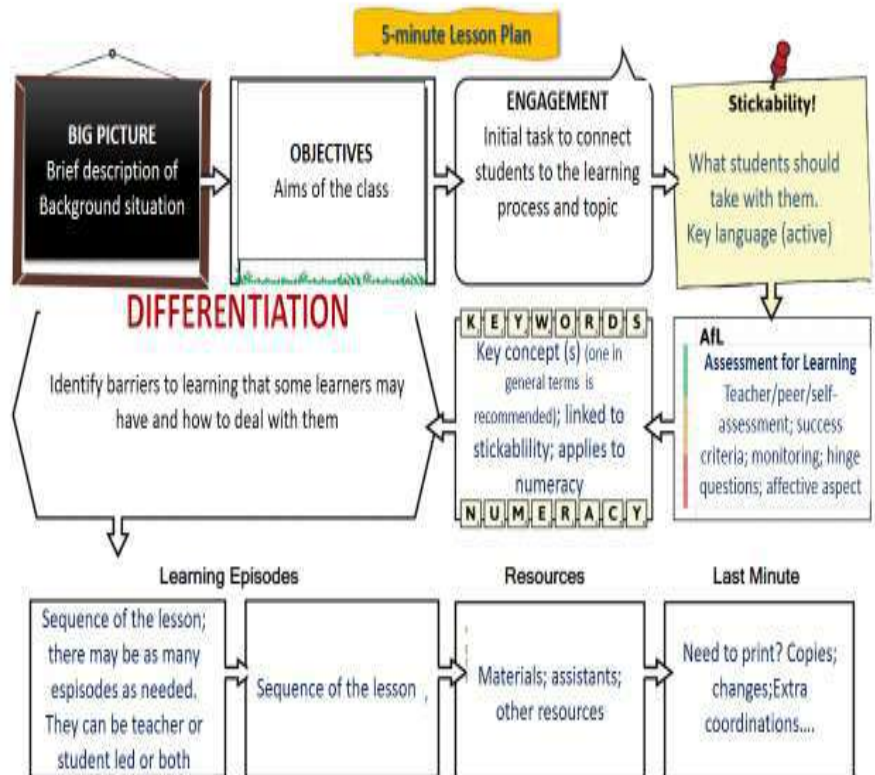 5-minute Lesson Plan
BIG PICTURE
Brief description of
Background situation
OBJECTIVES
Aims of the class
ENGAGEMENT
Initial task to connect
students to the learning
process and topic
Stickability!
What students should
take with them.
Key language (active)
AfL
Assessment for Learning
Teacher/peer/self-
assessment; success
criteria; monitoring; hinge
questions; affective aspect
KEYWORDS
Key concept (s) (one in
general terms is
recommended); linked to
stickablility; applies to
numeracy
NUMERACY
DIFFERENTIATION
Identify barriers to learning that some learners may
have and how to deal with them
Learning Episodes
Sequence of the lesson;
there may be as many
espisodes as needed.
They can be teacher or
student led or both
Sequence of the lesson ,
Resources
Materials; assistants;
other resources
Last Minute
Need to print? Copies;
changes;Extra
coordinations....